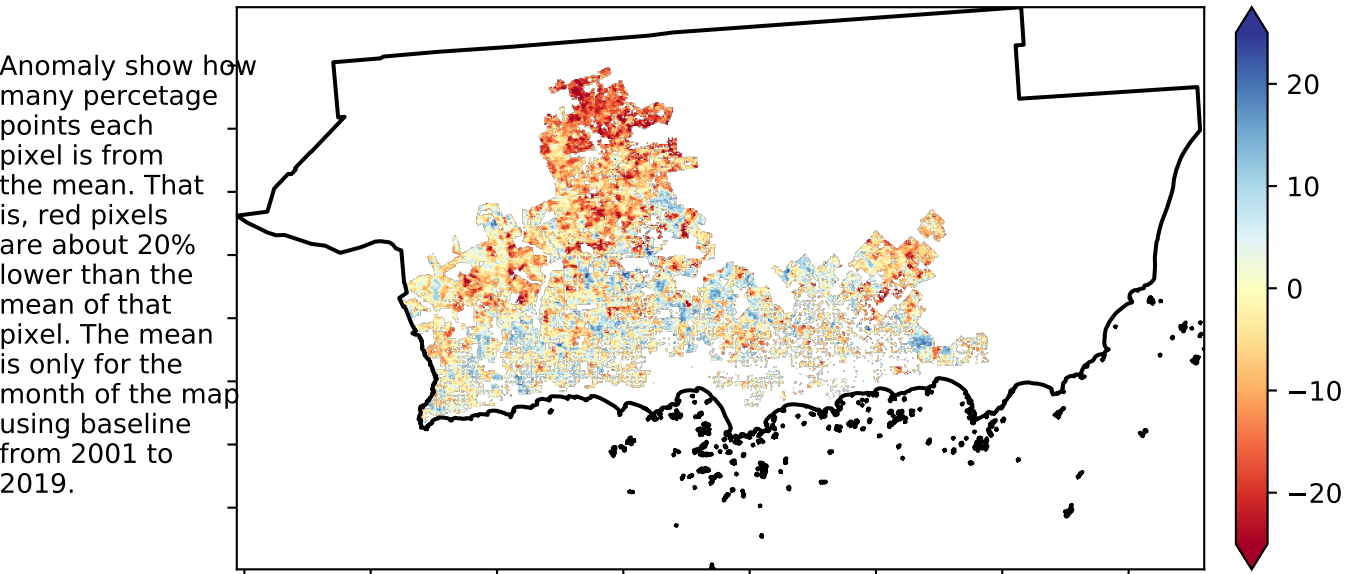 Anomaly show how
many percetage
points each
pixel is from
the mean. That
is, red pixels
are about 20%
lower than the
mean of that
pixel. The mean
is only for the
month of the map
using baseline
from 2001 to
2019.
20
10
0
−10
−20